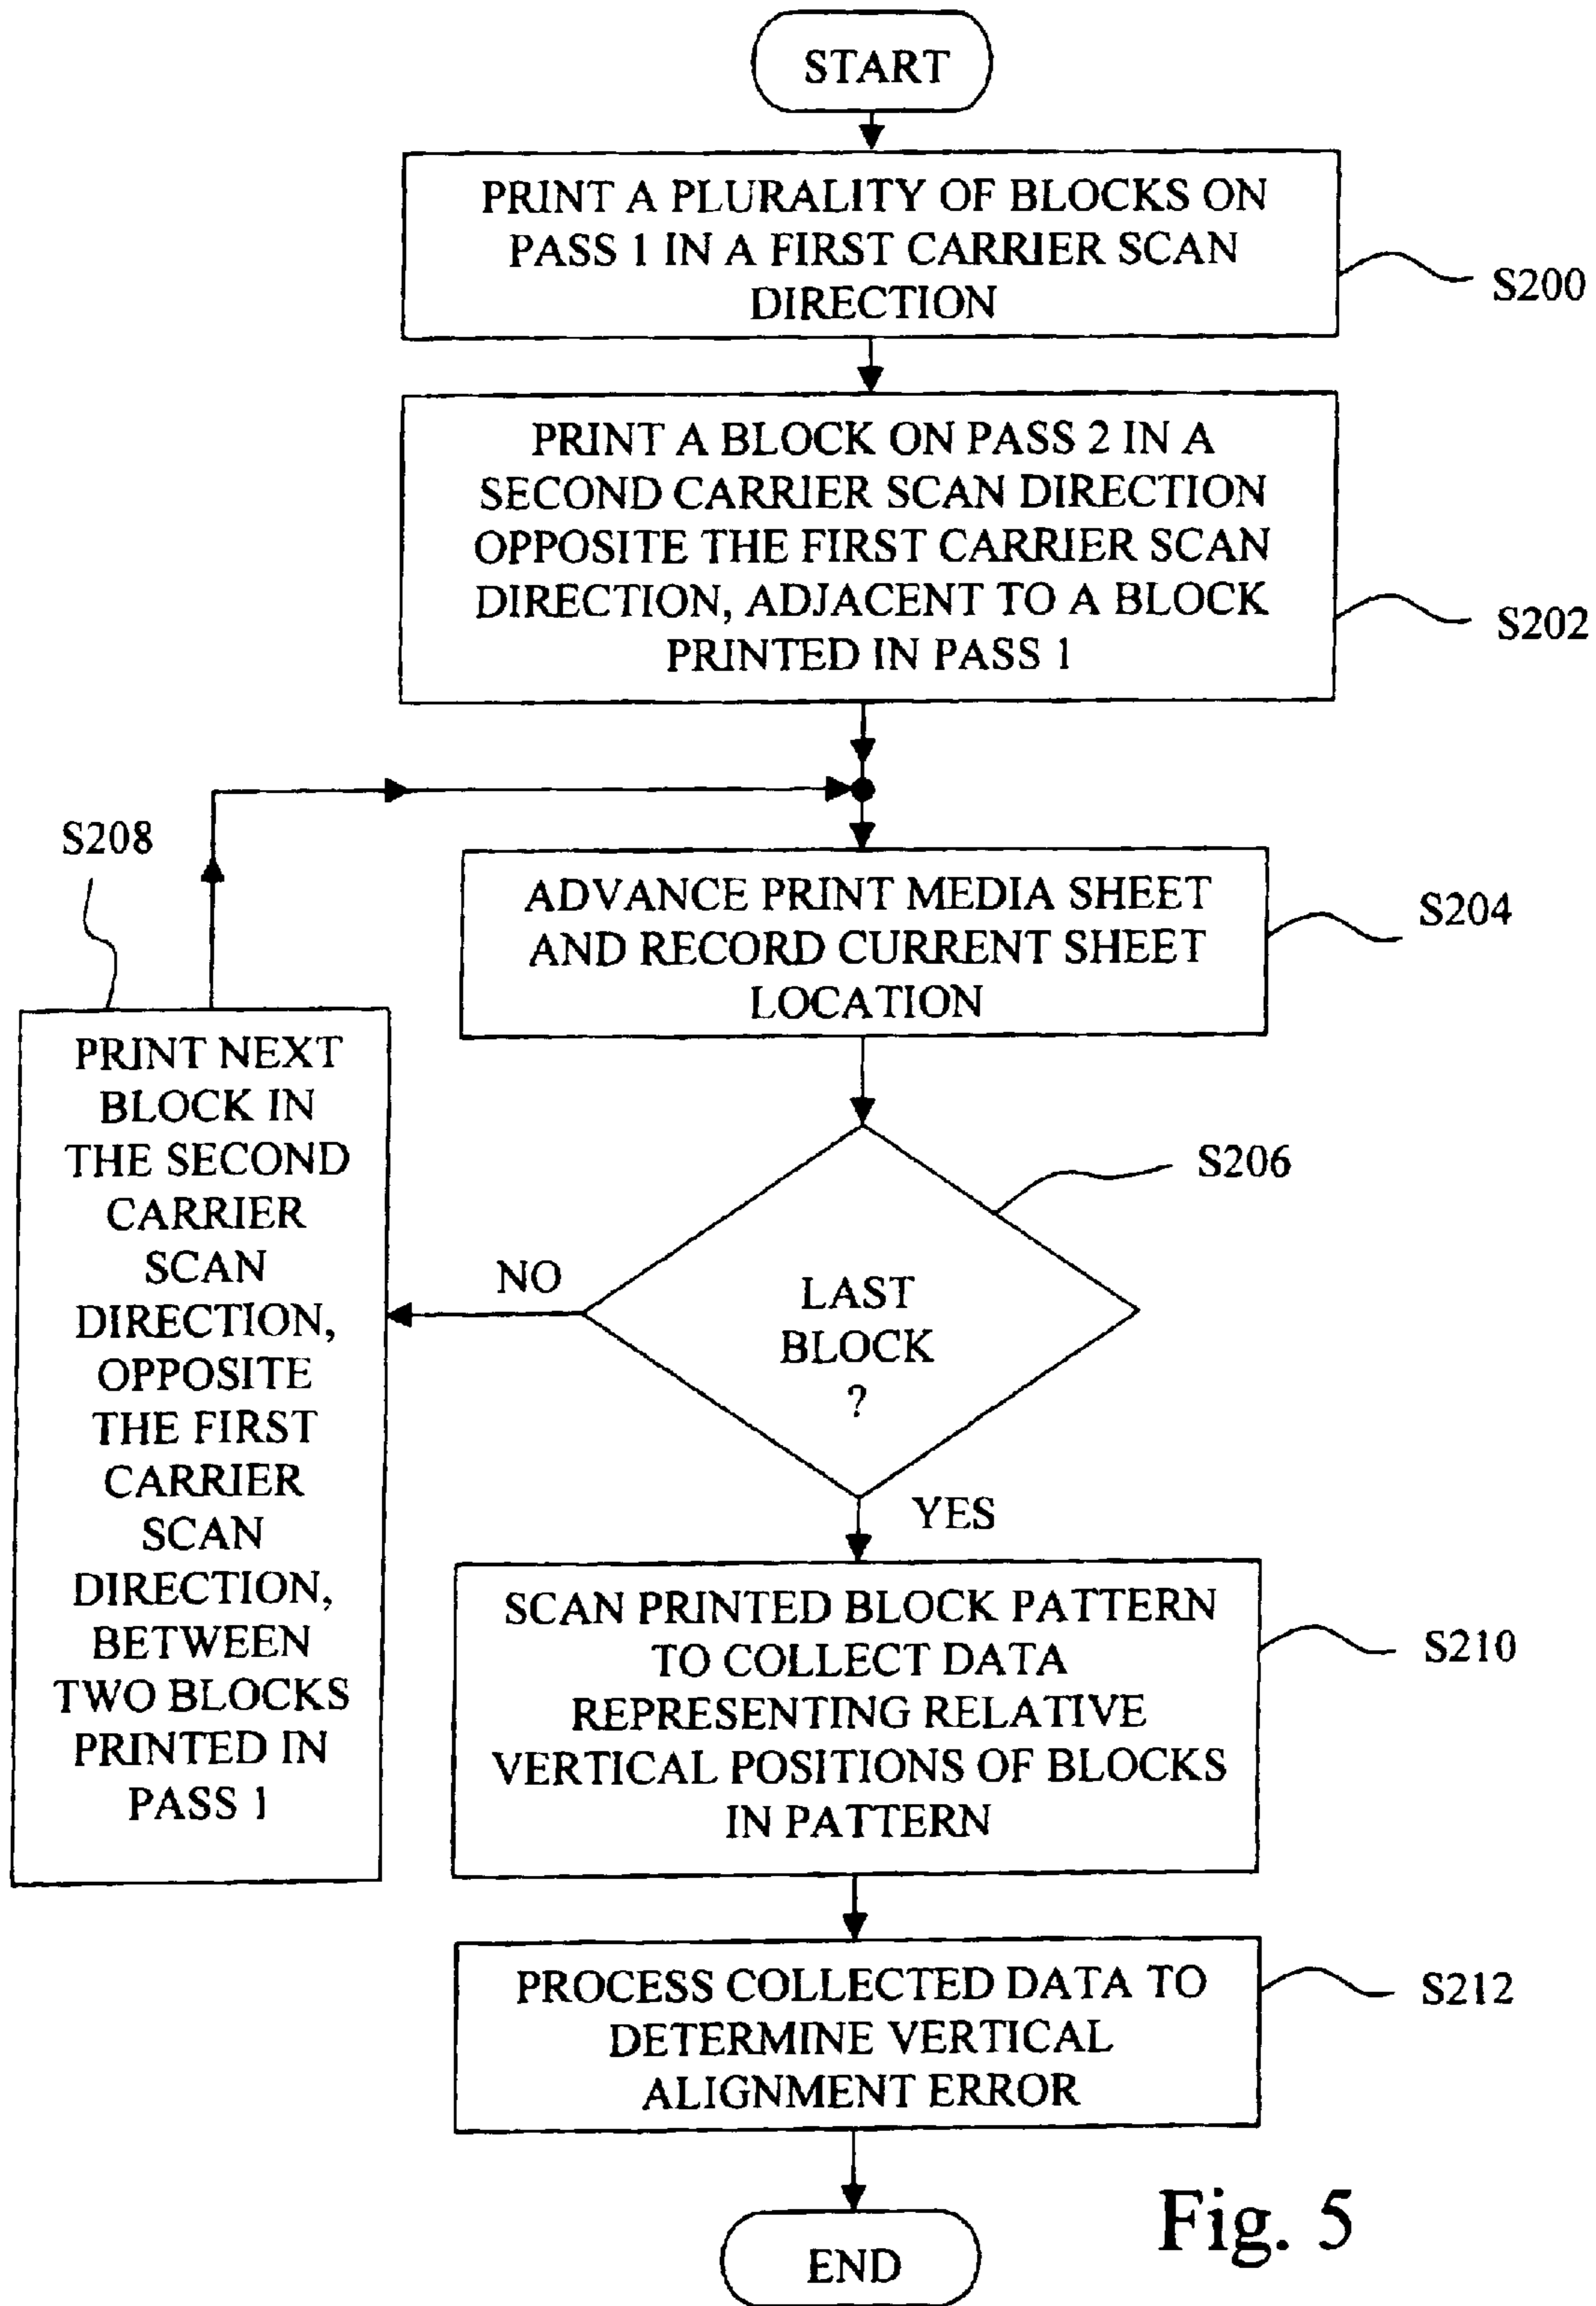 START
PRINT A PLURALITY OF BLOCKS ON
PASS 1 IN A FIRST CARRIER SCAN
DIRECTION
S200
PRINT A BLOCK ON PASS 2 IN A
SECOND CARRIER SCAN DIRECTION
OPPOSITE THE FIRST CARRIER SCAN
DIRECTION, ADJACENT TO A BLOCK
PRINTED IN PASS 1
S202
S208
ADVANCE PRINT MEDIA SHEET
AND RECORD CURRENT SHEET
LOCATION
S204
PRINT NEXT
BLOCK IN
THE SECOND
CARRIER
SCAN
DIRECTION,
OPPOSITE
THE FIRST
CARRIER
SCAN
DIRECTION,
BETWEEN
TWO BLOCKS
PRINTED IN
PASS 1
S206
NO
LAST
BLOCK
?
YES
SCAN PRINTED BLOCK PATTERN
TO COLLECT DATA
REPRESENTING RELATIVE
VERTICAL POSITIONS OF BLOCKS
IN PATTERN
S210
PROCESS COLLECTED DATA TO
DETERMINE VERTICAL
ALIGNMENT ERROR
S212
END
Fig. 5